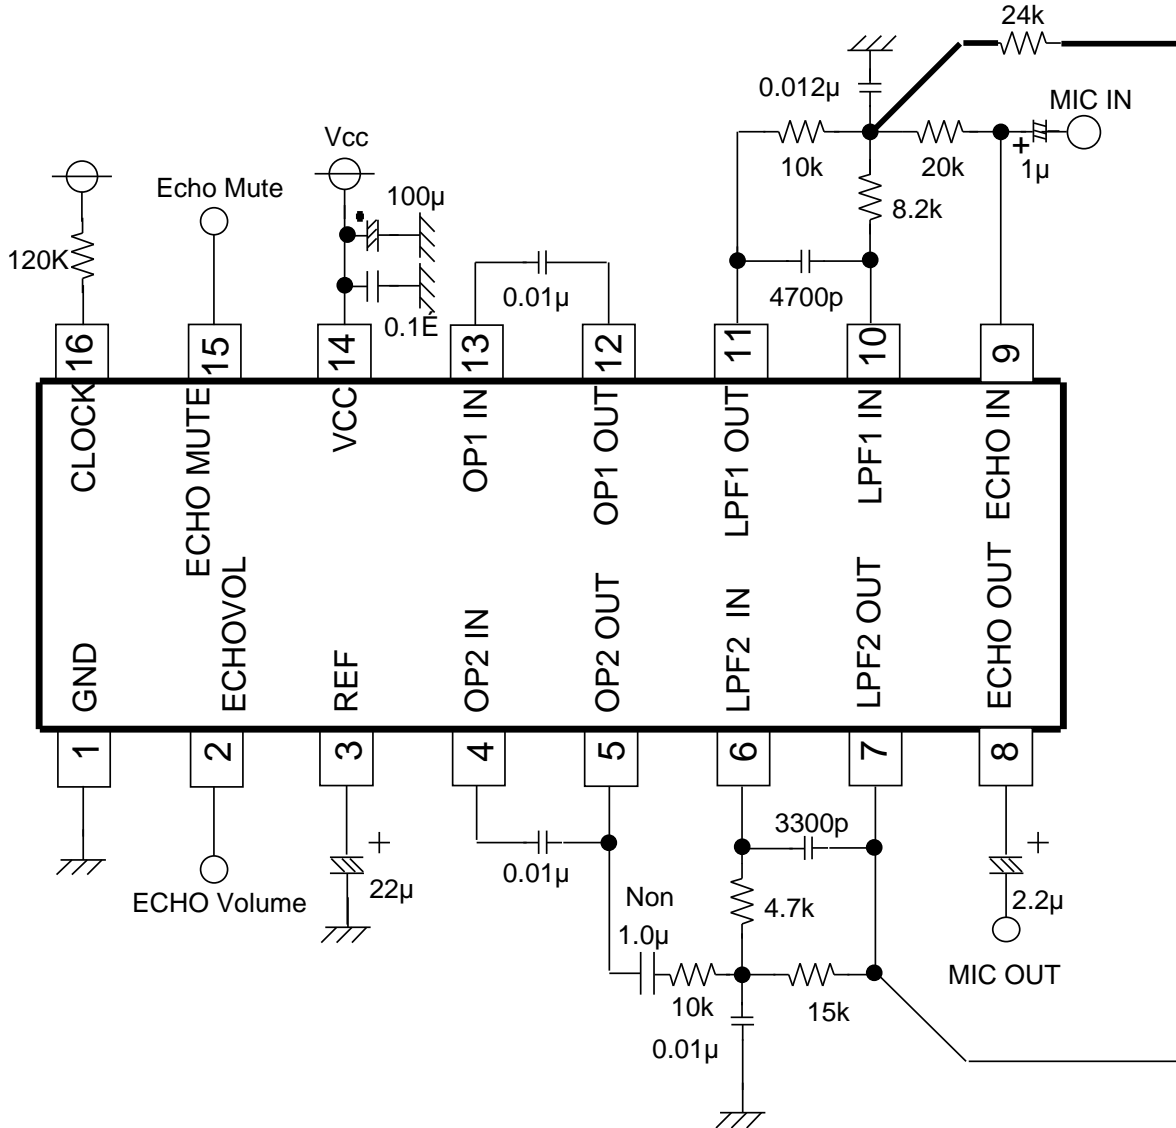 24k
0.012µ
MIC IN
Vcc
10k
20k
+
1µ
Echo Mute
100µ
8.2k
120K
0.01µ
4700p
0.1É
16
15
14
13
12
11
10
9
CLOCK
ECHO MUTE
VCC
OP1 IN
OP1 OUT
LPF1 OUT
LPF1 IN
ECHO IN
GND
ECHOVOL
REF
OP2 IN
OP2 OUT
LPF2 IN
LPF2 OUT
ECHO OUT
1
2
3
4
5
6
7
8
3300p
+
+
0.01µ
22µ
ECHO Volume
Non
4.7k
2.2µ
1.0µ
MIC OUT
10k
15k
0.01µ